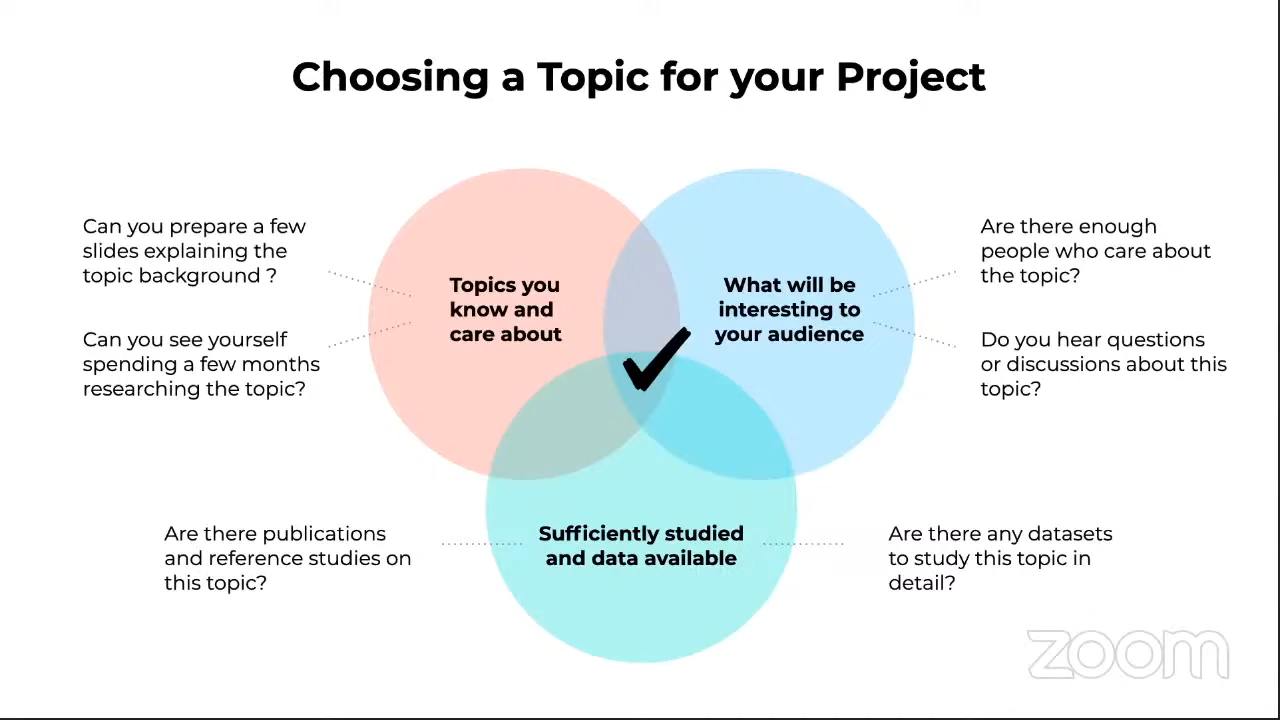 Choosing a Topic for your Project
Can you prepare a few
slides explaining the
topic background ?
Can you see yourself
spending a few months
researching the topic?
Topics you
know and
care about
What will be
interesting to
your audience
Are there enough
people who care about
the topic?
Do you hear questions
or discussions about this
topic?
Are there publications
and reference studies on
this topic?
Sufficiently studied
and data available
Are there any datasets
to study this topic in
detail?
zoom